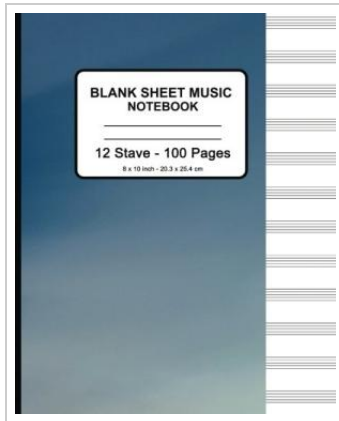 BLANK SHEET MUSIC
NOTEBOOK
12 Stave - 100 Pages
8 x 10 inch - 20.3 x 25.4 cm